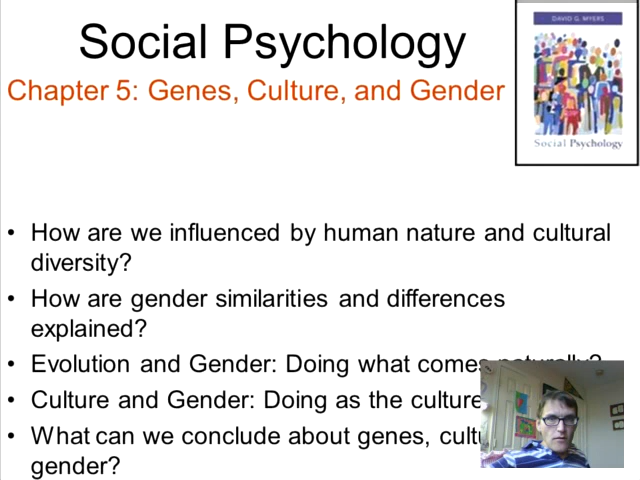 Social Psychology
Chapter 5: Genes, Culture, and Gender
DAVID G. MYERS
Social Psychology
• How are we influenced by human nature and cultural
diversity?
• How are gender similarities and differences
explained?
• Evolution and Gender: Doing what comes naturally?
• Culture and Gender: Doing as the culture
• What can we conclude about genes,
gender?